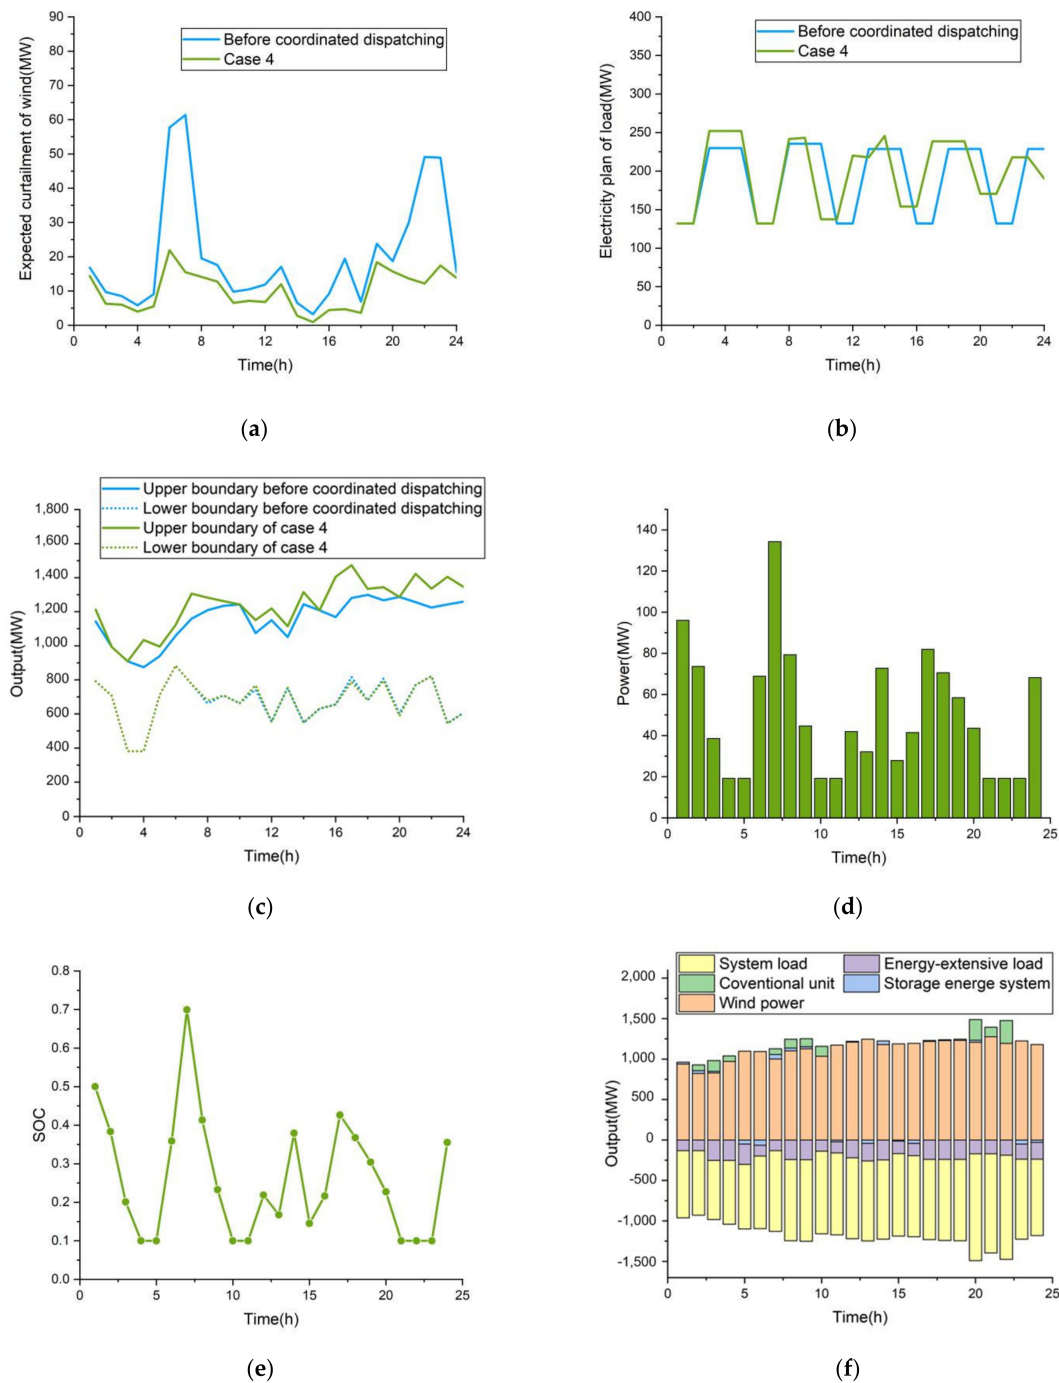 Before coordinated dispatching
Case 4
Expected curtailment of wind(MW)
90
80
70
60
50
40
30
20
10
0
0 4 8 12 16 20 24
Time(h)
(a)
Before coordinated dispatching
Case 4
Electricity plan of load(MW)
400
350
300
250
200
150
100
50
0
0 4 8 12 16 20 24
Time(h)
(b)
Upper boundary before coordinated dispatching
Lower boundary before coordinated dispatching
Upper boundary of case 4
Lower boundary of case 4
Output(MW)
1,800
1,600
1,400
1,200
1,000
800
600
400
200
0
0 4 8 12 16 20 24
Time(h)
(c)
Power(MW)
140
120
100
80
60
40
20
0
0 5 10 15 20 25
Time(h)
(d)
SOC
0.8
0.7
0.6
0.5
0.4
0.3
0.2
0.1
0.0
0 5 10 15 20 25
Time(h)
(e)
System load Energy-extensive load
Coventional unit Storage energe system
Wind power
Output(MW)
2,000
1,500
1,000
500
0
-500
-1,000
-1,500
0 5 10 15 20 25
Time(h)
(f)